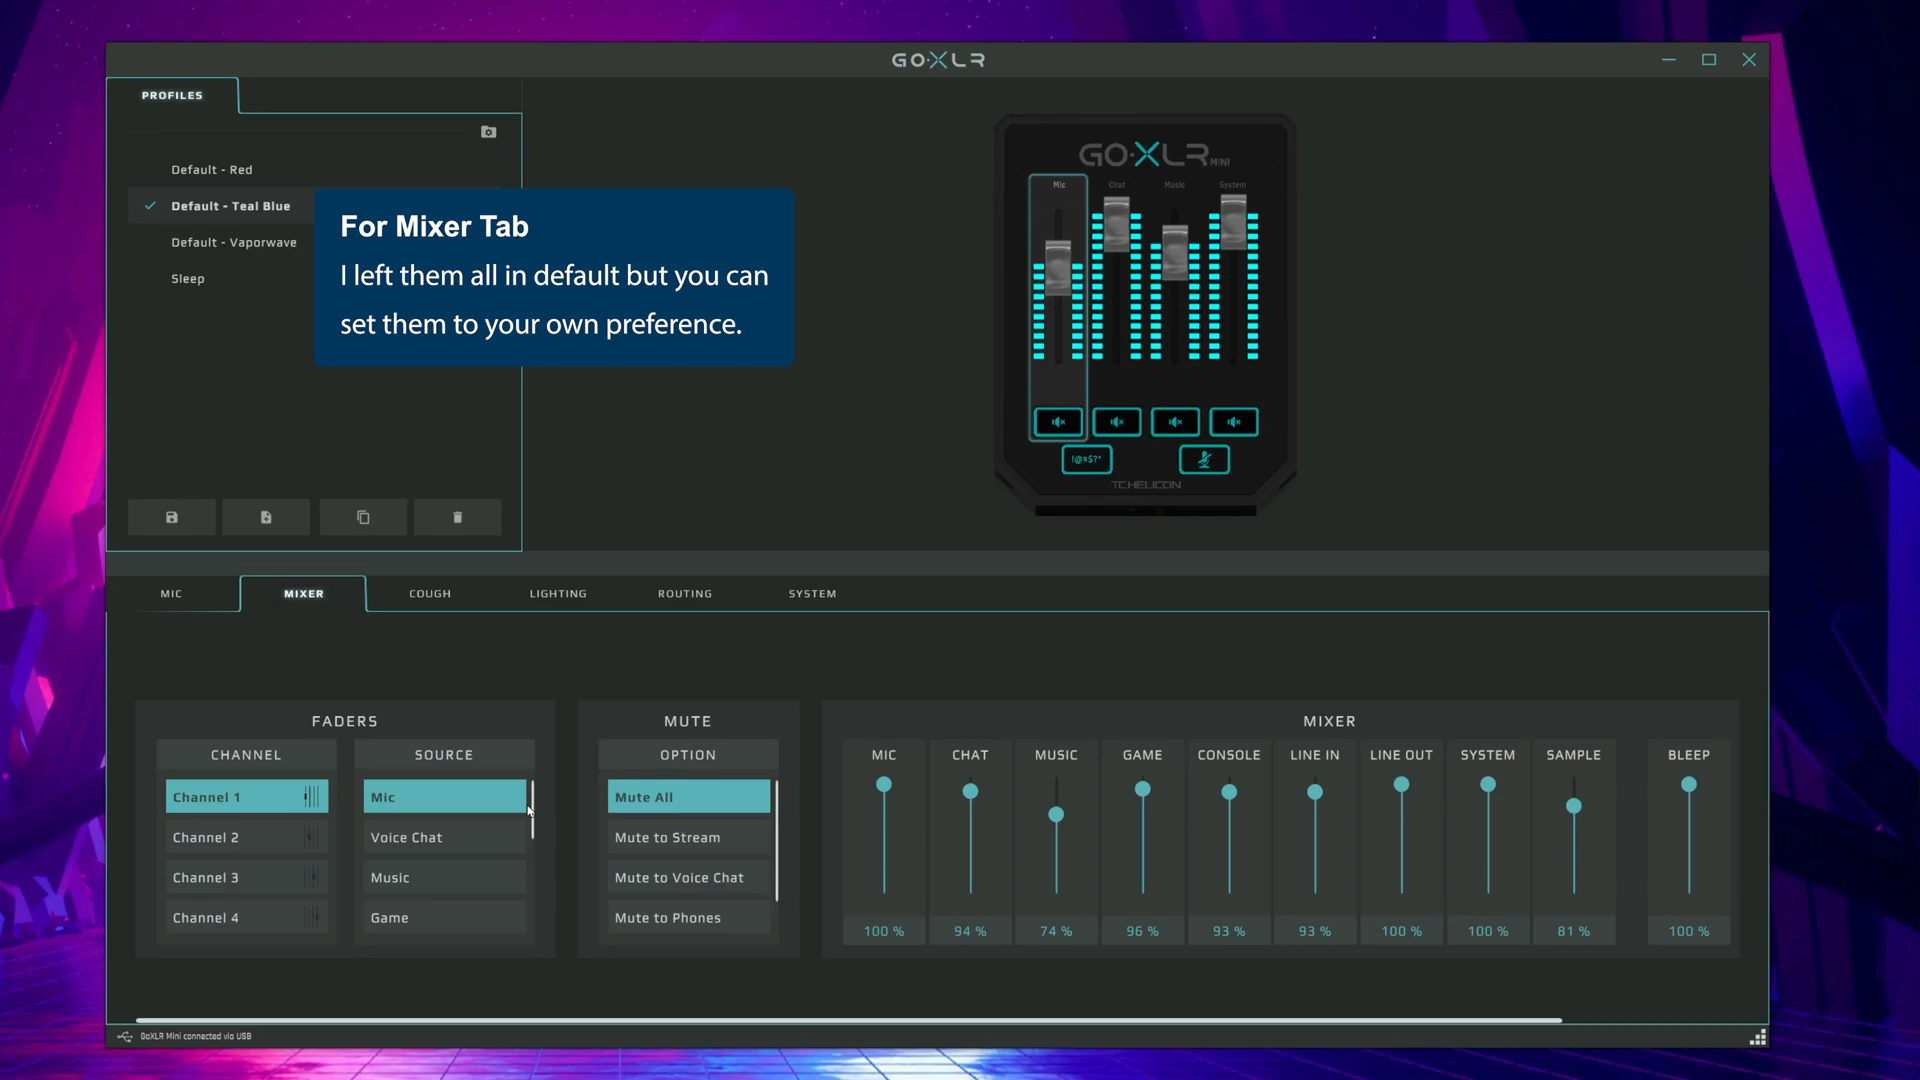 GO·XLR
PROFILES
Default - Red
Default - Teal Blue
Default - Vaporwave
Sleep
For Mixer Tab
I left them all in default but you can
set them to your own preference.
GO·XLR MINI
Mic Chat Music System
!@#$?*
TC HELICON
MIC MIXER COUGH LIGHTING ROUTING SYSTEM
FADERS
CHANNEL SOURCE
Channel 1 Mic
Channel 2 Voice Chat
Channel 3 Music
Channel 4 Game
MUTE
OPTION
Mute All
Mute to Stream
Mute to Voice Chat
Mute to Phones
MIXER
MIC CHAT MUSIC GAME CONSOLE LINE IN LINE OUT SYSTEM SAMPLE BLEEP
100 % 94 % 74 % 96 % 93 % 93 % 100 % 100 % 81 % 100 %
GoXLR Mini connected via USB